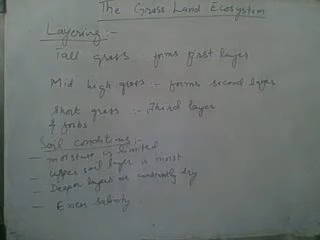 The Grass Land Ecosystem
Layering :-
Tall grass :- forms first layer
Mid high grass :- forms second layer
Short grass :- Third layer
& forbs
Soil conditions :-
– moisture is limited
– upper soil layer is moist
– Deeper layers are constantly dry
– Excess salinity.